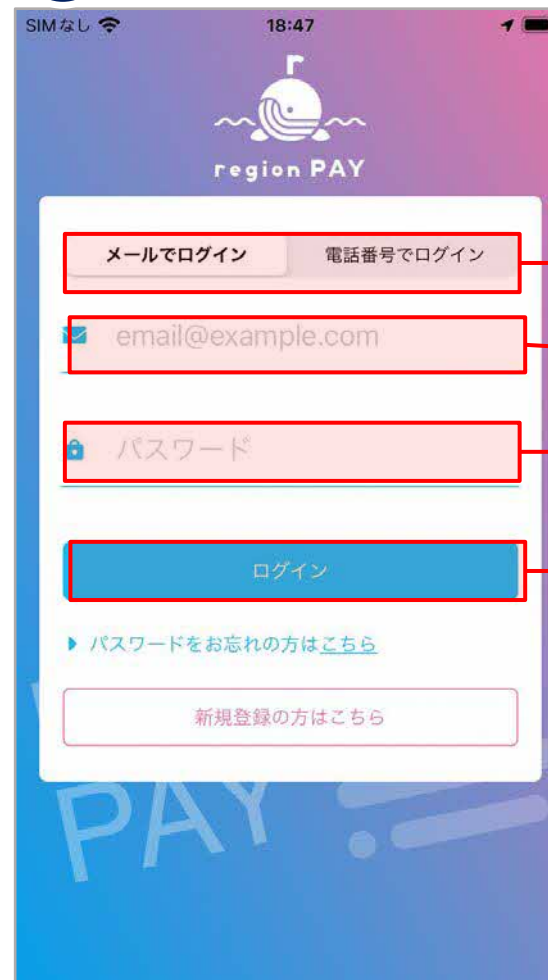 SIMなし
18:47
r
region PAY
メールでログイン 電話番号でログイン
email@example.com
パスワード
ログイン
パスワードをお忘れの方はこちら
新規登録の方はこちら
PAY